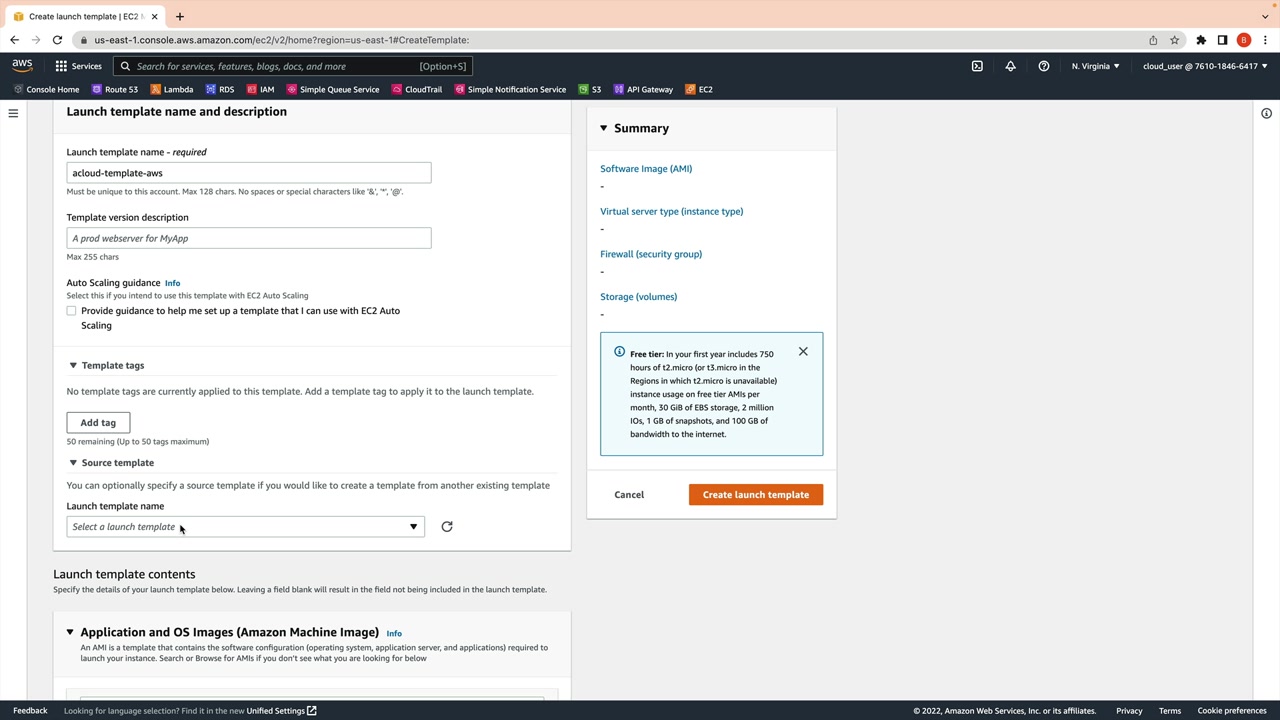 Create launch template | EC2 M
us-east-1.console.aws.amazon.com/ec2/v2/home?region=us-east-1#CreateTemplate:
B
aws
Services
Search for services, features, blogs, docs, and more
[Option+S]
N. Virginia
cloud_user @ 7610-1846-6417
Console Home
Route 53
Lambda
RDS
IAM
Simple Queue Service
CloudTrail
Simple Notification Service
S3
API Gateway
EC2
Launch template name and description
Launch template name - required
acloud-template-aws
Must be unique to this account. Max 128 chars. No spaces or special characters like '&', '*', '@'.
Template version description
A prod webserver for MyApp
Max 255 chars
Auto Scaling guidance Info
Select this if you intend to use this template with EC2 Auto Scaling
Provide guidance to help me set up a template that I can use with EC2 Auto
Scaling
Template tags
No template tags are currently applied to this template. Add a template tag to apply it to the launch template.
Add tag
50 remaining (Up to 50 tags maximum)
Source template
You can optionally specify a source template if you would like to create a template from another existing template
Launch template name
Select a launch template
Launch template contents
Specify the details of your launch template below. Leaving a field blank will result in the field not being included in the launch template.
Application and OS Images (Amazon Machine Image) Info
An AMI is a template that contains the software configuration (operating system, application server, and applications) required to
launch your instance. Search or Browse for AMIs if you don't see what you are looking for below
Summary
Software Image (AMI)
-
Virtual server type (instance type)
-
Firewall (security group)
-
Storage (volumes)
-
Free tier: In your first year includes 750
hours of t2.micro (or t3.micro in the
Regions in which t2.micro is unavailable)
instance usage on free tier AMIs per
month, 30 GiB of EBS storage, 2 million
IOs, 1 GB of snapshots, and 100 GB of
bandwidth to the internet.
Cancel
Create launch template
Feedback
Looking for language selection? Find it in the new Unified Settings
© 2022, Amazon Web Services, Inc. or its affiliates.
Privacy
Terms
Cookie preferences